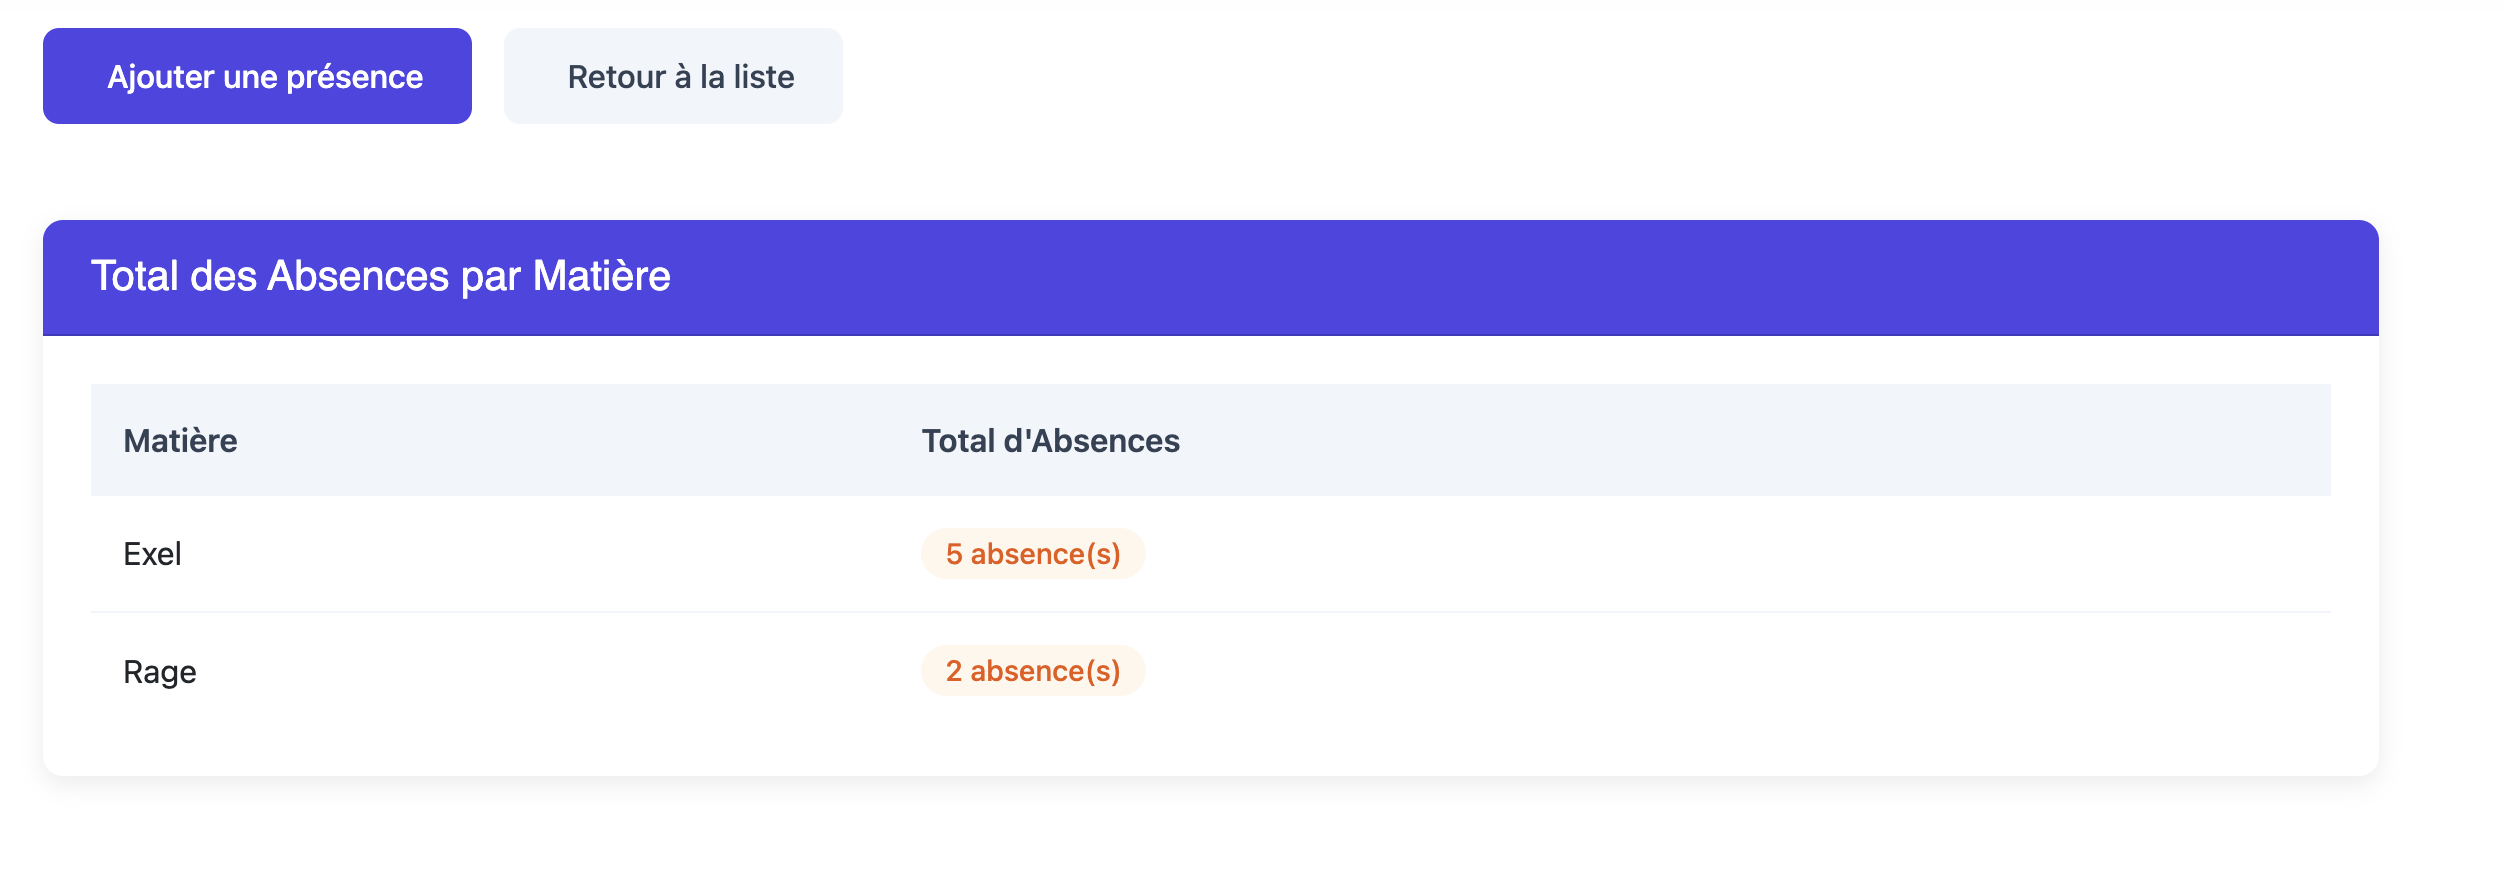 Ajouter une présence
Retour à la liste
Total des Absences par Matière
Matière Total d'Absences
Exel 5 absence(s)
Rage 2 absence(s)